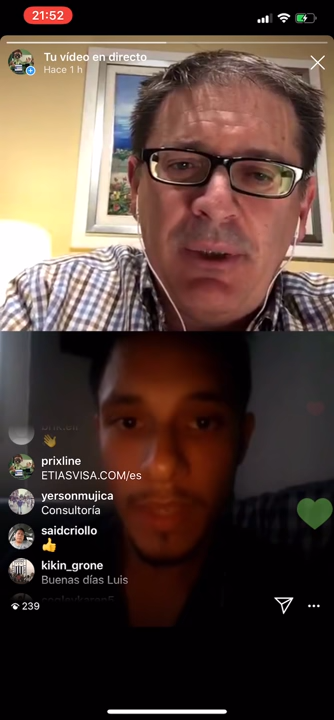 21:52
Tu vídeo en directo
Hace 1 h
👋
prixline
ETIASVISA.COM/es
yersonmujica
Consultoría
saidcriollo
👍
kikin_grone
Buenas días Luis
239